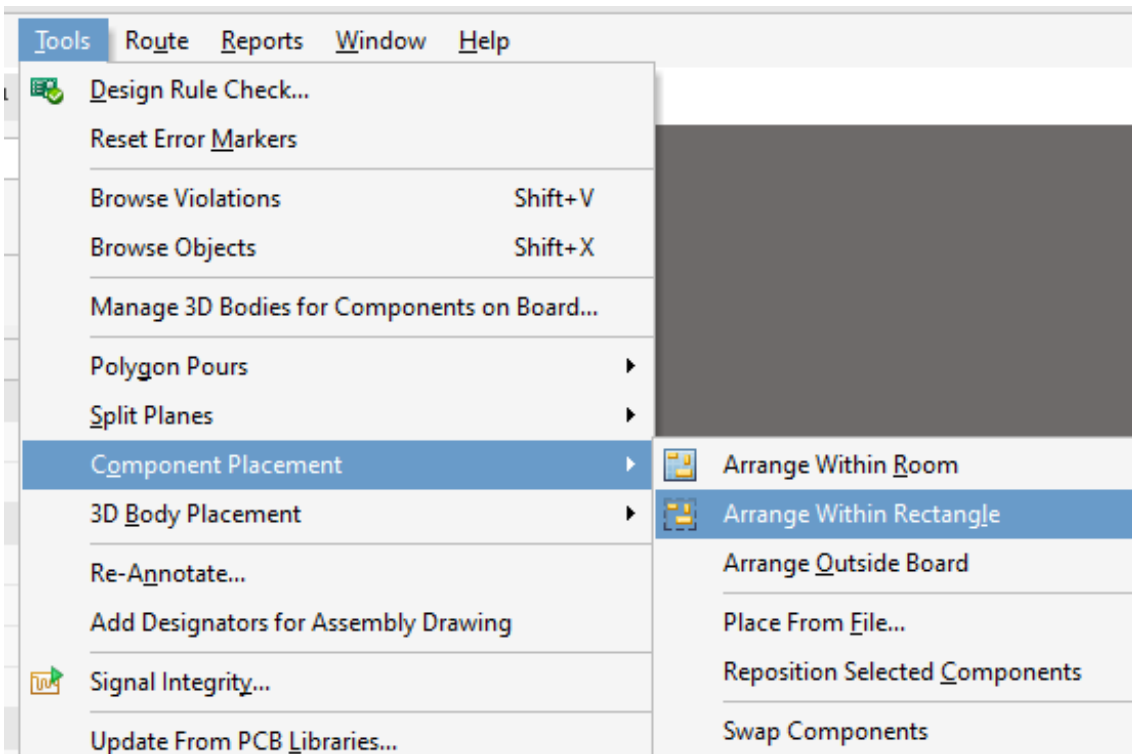 Tools Route Reports Window Help
Design Rule Check...
Reset Error Markers
Browse Violations Shift+V
Browse Objects Shift+X
Manage 3D Bodies for Components on Board...
Polygon Pours
Split Planes
Component Placement
3D Body Placement
Re-Annotate...
Add Designators for Assembly Drawing
Signal Integrity...
Update From PCB Libraries...
Arrange Within Room
Arrange Within Rectangle
Arrange Outside Board
Place From File...
Reposition Selected Components
Swap Components